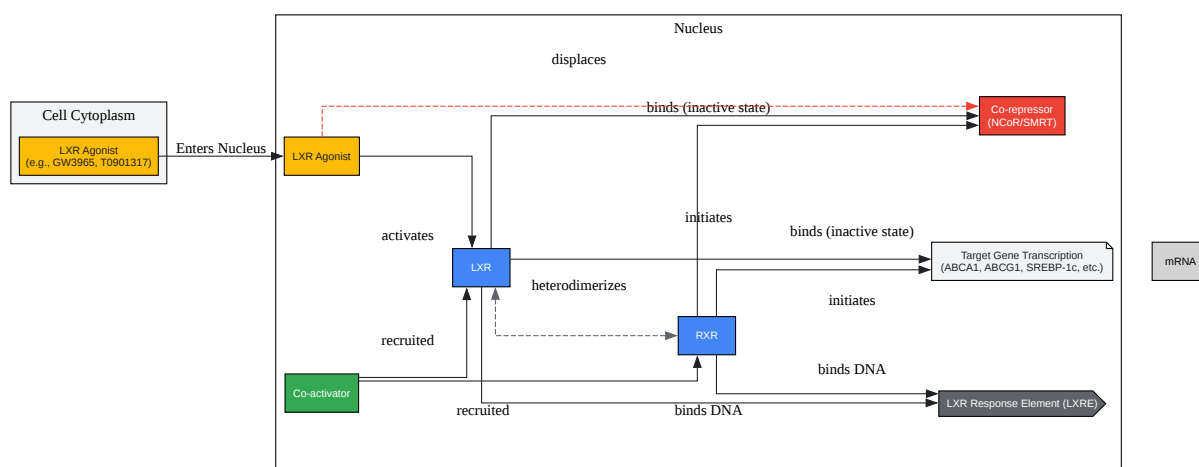 Nucleus
displaces
Cell Cytoplasm
LXR Agonist
(e.g., GW3965, T0901317)
Enters Nucleus
LXR Agonist
binds (inactive state)
Co-repressor
(NCoR/SMRT)
activates
initiates
binds (inactive state)
LXR
Target Gene Transcription
(ABCA1, ABCG1, SREBP-1c, etc.)
mRNA
heterodimerizes
initiates
recruited
RXR
binds DNA
Co-activator
recruited
binds DNA
LXR Response Element (LXRE)